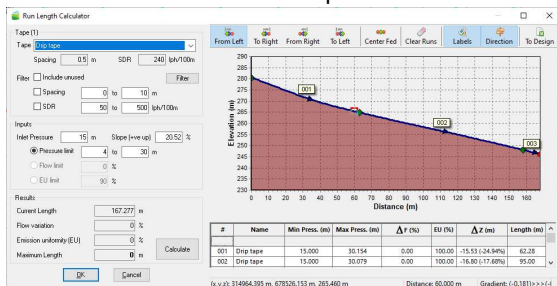 Run Length Calculator
Tape (1)
Tape Drip tape
Spacing 0.5 m SDR 240 lph/100m
Filter Include unused Filter
Spacing 0 to 10 m
SDR 50 to 500 lph/100m
Inputs
Inlet Pressure 15 m Slope (+ve up) 20.52 %
Pressure limit 4 to 30 m
Flow limit 0 %
EU limit 90 %
Results
Current Length 167.277 m
Flow variation 0 %
Emission uniformity (EU) 0 %
Maximum Length 0 m
Calculate
OK Cancel
From Left To Right From Right To Left Center Fed Clear Runs Labels Direction To Design
Elevation (m)
290
285
280
275
270
265
260
255
250
245
240
235
230
001
002
003
0 10 20 30 40 50 60 70 80 90 100 110 120 130 140 150 160
Distance (m)
# Name Min Press. (m) Max Press. (m) Δ F (%) EU (%) Δ Z (m) Length (m)
001 Drip tape 15.000 30.154 0.00 100.00 -15.53 (-24.94%) 62.28
002 Drip tape 15.000 30.079 0.00 100.00 -16.80 (-17.68%) 95.00
(x,y,z): 314964.395 m, 678526.153 m, 265.460 m Distance: 60.000 m Gradient: (-0.181)>>>(-(